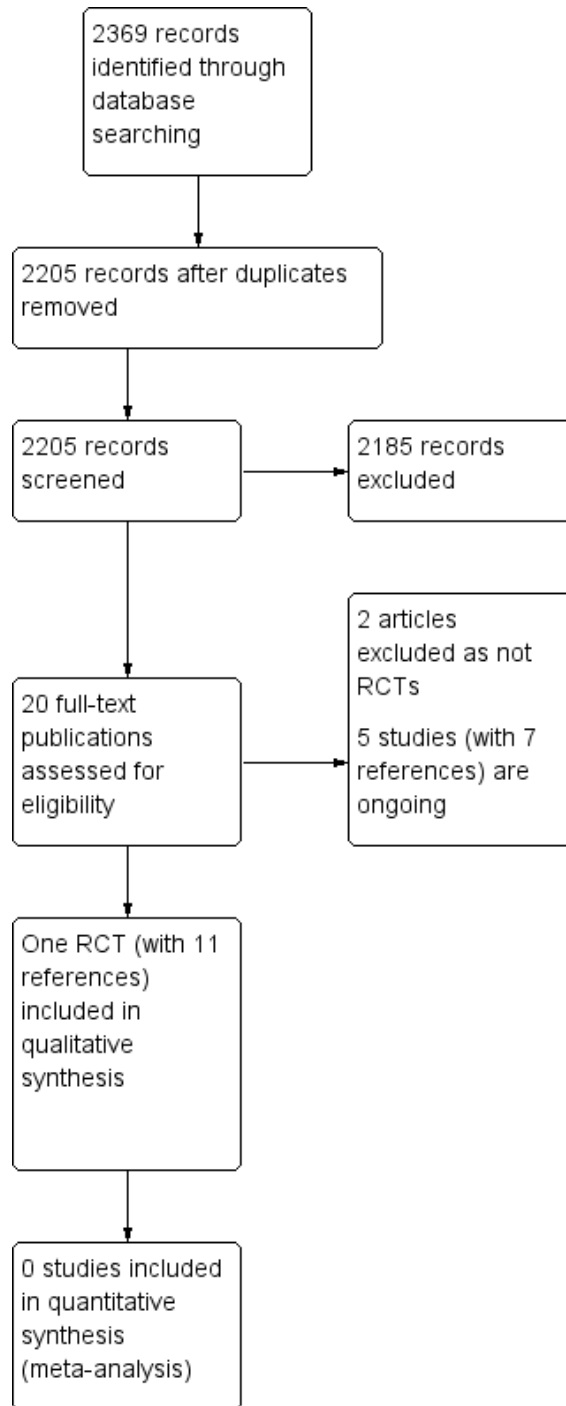 2369 records
identified through
database
searching
2205 records after duplicates
removed
2205 records
screened
2185 records
excluded
20 full-text
publications
assessed for
eligibility
2 articles
excluded as not
RCTs
5 studies (with 7
references) are
ongoing
One RCT (with 11
references)
included in
qualitative
synthesis
0 studies included
in quantitative
synthesis
(meta-analysis)